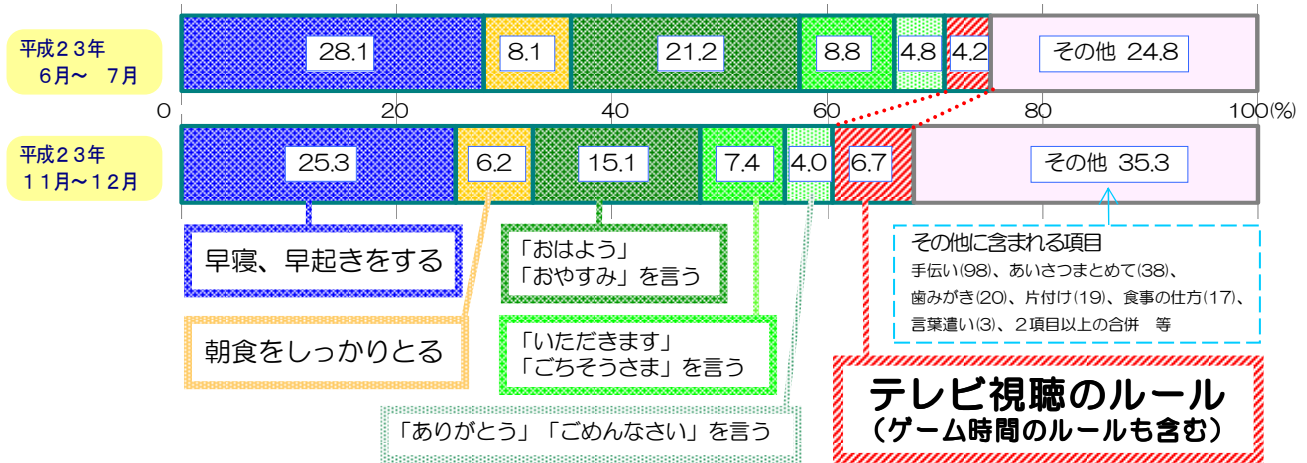 平成23年
6月～ 7月
28.1
8.1
21.2
8.8
4.8
4.2
その他 24.8
0
20
40
60
80
100(%)
平成23年
11月～12月
25.3
6.2
15.1
7.4
4.0
6.7
その他 35.3
早寝、早起きをする
「おはよう」
「おやすみ」を言う
その他に含まれる項目
手伝い(98)、あいさつまとめて(38)、
歯みがき(20)、片付け(19)、食事の仕方(17)、
言葉遣い(3)、2項目以上の合併　等
朝食をしっかりとる
「いただきます」
「ごちそうさま」を言う
テレビ視聴のルール
（ゲーム時間のルールも含む）
「ありがとう」「ごめんなさい」を言う